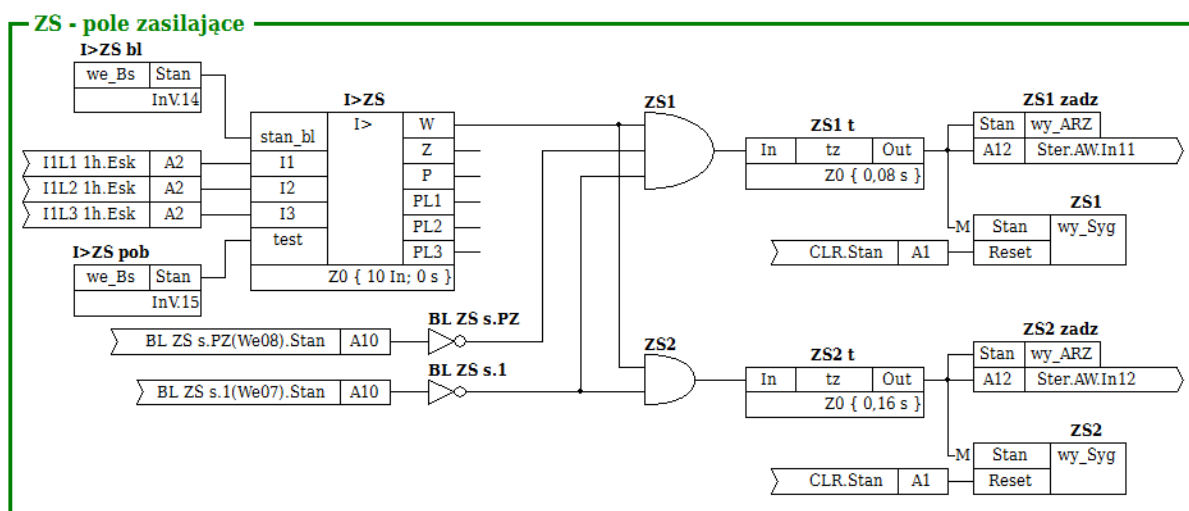 ZS - pole zasilające
I>ZS bl
we_Bs Stan
InV.14
I>ZS
stan_bl I> W
I1L1 1h.Esk A2 I1 Z
I1L2 1h.Esk A2 I2 P
I1L3 1h.Esk A2 I3 PL1
test PL2
PL3
Z0 { 10 In; 0 s }
I>ZS pob
we_Bs Stan
InV.15
BL ZS s.PZ(We08).Stan A10
BL ZS s.PZ
BL ZS s.1(We07).Stan A10
BL ZS s.1
ZS1
ZS1 t
In tz Out
Z0 { 0,08 s }
ZS1 zadz
Stan wy_ARZ
A12 Ster.AW.In11
ZS1
M Stan wy_Syg
CLR.Stan A1 Reset
ZS2
ZS2 t
In tz Out
Z0 { 0,16 s }
ZS2 zadz
Stan wy_ARZ
A12 Ster.AW.In12
ZS2
M Stan wy_Syg
CLR.Stan A1 Reset